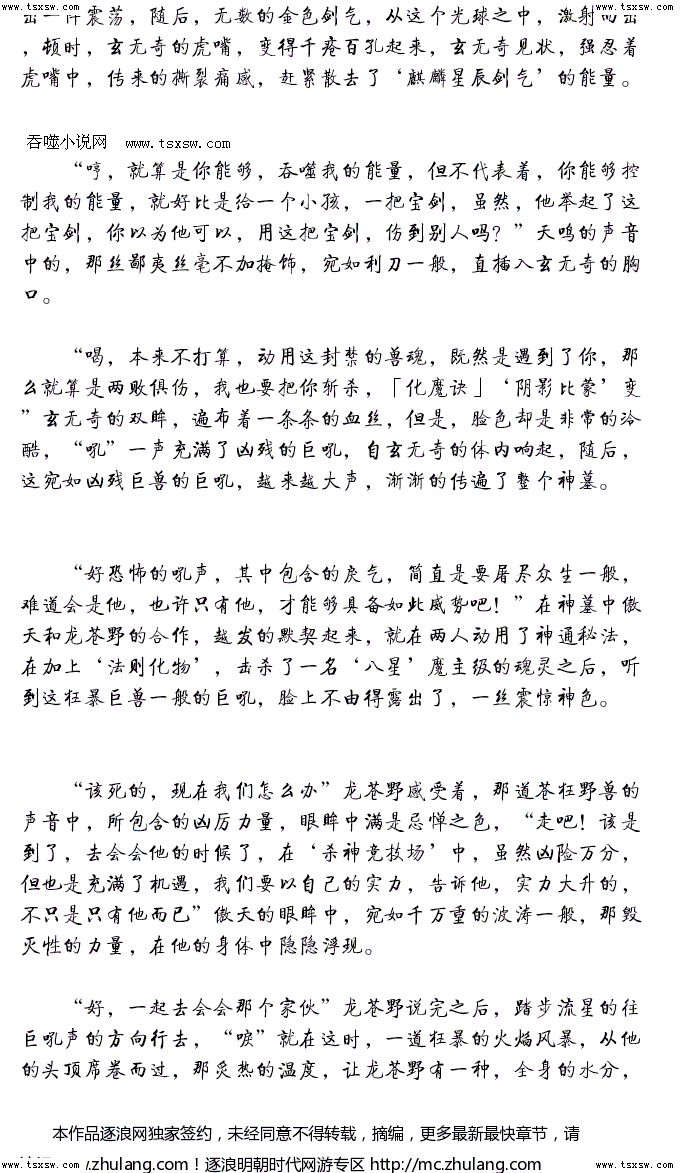 www.tsxsw.com www.tsxsw.com
出一阵震荡，随后，无数的金色剑气，从这个光球之中，激射而出
，顿时，玄无奇的虎嘴，变得千疮百孔起来，玄无奇见状，强忍着
虎嘴中，传来的撕裂痛感，赶紧散去了‘麒麟星辰剑气’的能量。
吞噬小说网 www.tsxsw.com
“哼，就算是你能够，吞噬我的能量，但不代表着，你能够控
制我的能量，就好比是给一个小孩，一把宝剑，虽然，他举起了这
把宝剑，你以为他可以，用这把宝剑，伤到别人吗？”天鸣的声音
中的，那丝鄙夷丝毫不加掩饰，宛如利刀一般，直插入玄无奇的胸
口。
“喝，本来不打算，动用这封禁的兽魂，既然是遇到了你，那
么就算是两败俱伤，我也要把你斩杀，「化魔诀」‘阴影比蒙’变
”玄无奇的双眸，遍布着一条条的血丝，但是，脸色却是非常的冷
酷，“吼”一声充满了凶残的巨吼，自玄无奇的体内响起，随后，
这宛如凶残巨兽的巨吼，越来越大声，渐渐的传遍了整个神墓。
“好恐怖的吼声，其中包含的戾气，简直是要屠尽众生一般，
难道会是他，也许只有他，才能够具备如此威势吧！”在神墓中傲
天和龙苍野的合作，越发的默契起来，就在两人动用了神通秘法，
在加上‘法则化物’，击杀了一名‘八星’魔主级的魂灵之后，听
到这狂暴巨兽一般的巨吼，脸上不由得露出了，一丝震惊神色。
“该死的，现在我们怎么办”龙苍野感受着，那道苍狂野兽的
声音中，所包含的凶厉力量，眼眸中满是忌惮之色，“走吧！该是
到了，去会会他的时候了，在‘杀神竞技场’中，虽然凶险万分，
但也是充满了机遇，我们要以自己的实力，告诉他，实力大升的，
不只是只有他而已”傲天的眼眸中，宛如千万重的波涛一般，那毁
灭性的力量，在他的身体中隐隐浮现。
“好，一起去会会那个家伙”龙苍野说完之后，踏步流星的往
巨吼声的方向行去，“唳”就在这时，一道狂暴的火焰风暴，从他
的头顶席卷而过，那炙热的温度，让龙苍野有一种，全身的水分，
本作品逐浪网独家签约，未经同意不得转载，摘编，更多最新最快章节，请
www.zhulang.com！逐浪明朝时代网游专区 http://mc.zhulang.com
www.tsxsw.com www.tsxsw.com